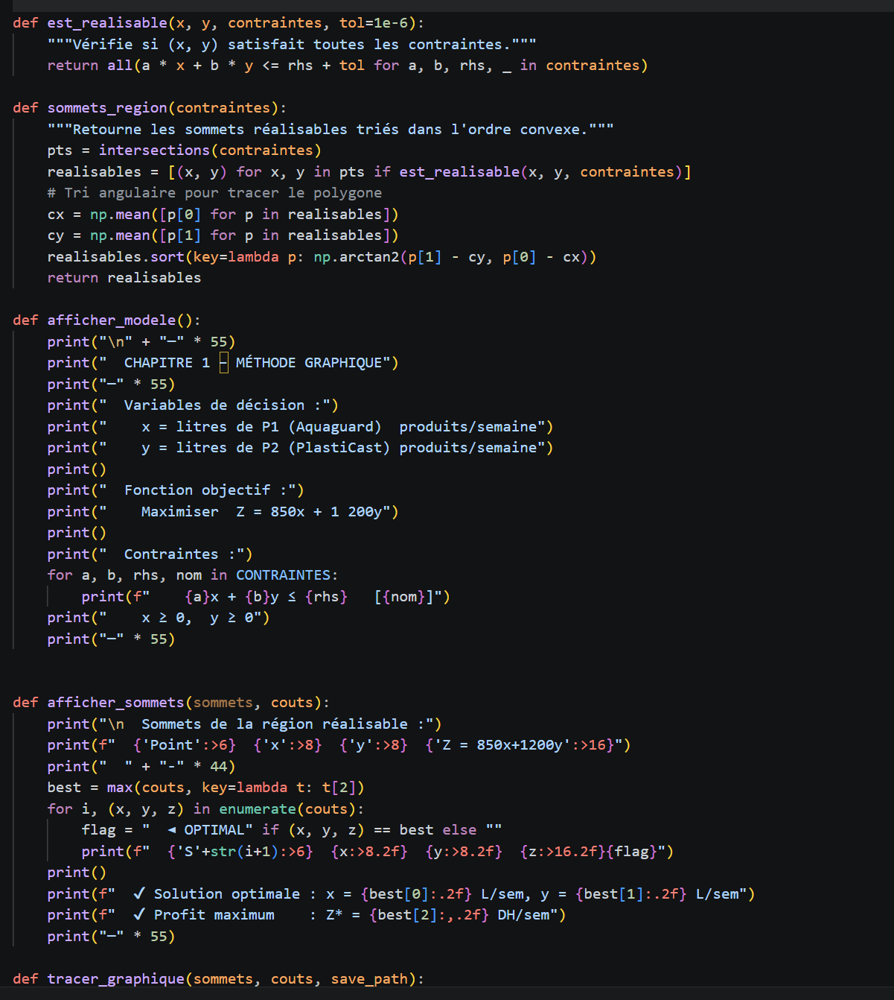 def est_realisable(x, y, contraintes, tol=1e-6):
    """Vérifie si (x, y) satisfait toutes les contraintes."""
    return all(a * x + b * y <= rhs + tol for a, b, rhs, _ in contraintes)

def sommets_region(contraintes):
    """Retourne les sommets réalisables triés dans l'ordre convexe."""
    pts = intersections(contraintes)
    realisables = [(x, y) for x, y in pts if est_realisable(x, y, contraintes)]
    # Tri angulaire pour tracer le polygone
    cx = np.mean([p[0] for p in realisables])
    cy = np.mean([p[1] for p in realisables])
    realisables.sort(key=lambda p: np.arctan2(p[1] - cy, p[0] - cx))
    return realisables

def afficher_modele():
    print("\n" + "─" * 55)
    print("  CHAPITRE 1 – MÉTHODE GRAPHIQUE")
    print("─" * 55)
    print("  Variables de décision :")
    print("    x = litres de P1 (Aquaguard)  produits/semaine")
    print("    y = litres de P2 (PlastiCast) produits/semaine")
    print()
    print("  Fonction objectif :")
    print("    Maximiser  Z = 850x + 1 200y")
    print()
    print("  Contraintes :")
    for a, b, rhs, nom in CONTRAINTES:
        print(f"    {a}x + {b}y ≤ {rhs}   [{nom}]")
    print("    x ≥ 0,  y ≥ 0")
    print("─" * 55)


def afficher_sommets(sommets, couts):
    print("\n  Sommets de la région réalisable :")
    print(f"  {'Point':>6}  {'x':>8}  {'y':>8}  {'Z = 850x+1200y':>16}")
    print("  " + "-" * 44)
    best = max(couts, key=lambda t: t[2])
    for i, (x, y, z) in enumerate(couts):
        flag = "  ◄ OPTIMAL" if (x, y, z) == best else ""
        print(f"  {'S'+str(i+1):>6}  {x:>8.2f}  {y:>8.2f}  {z:>16.2f}{flag}")
    print()
    print(f"  ✓ Solution optimale : x = {best[0]:.2f} L/sem, y = {best[1]:.2f} L/sem")
    print(f"  ✓ Profit maximum    : Z* = {best[2]:,.2f} DH/sem")
    print("─" * 55)

def tracer_graphique(sommets, couts, save_path):